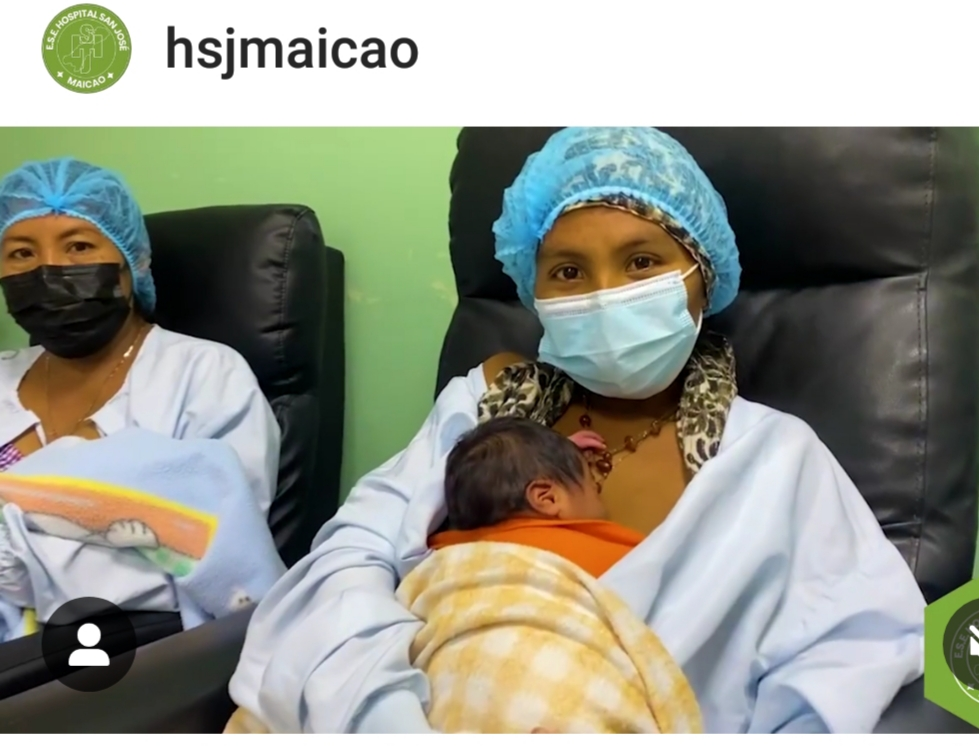 E.S.E. HOSPITAL SAN JOSÉ
MAICAO
hsjmaicao
E.S.E.